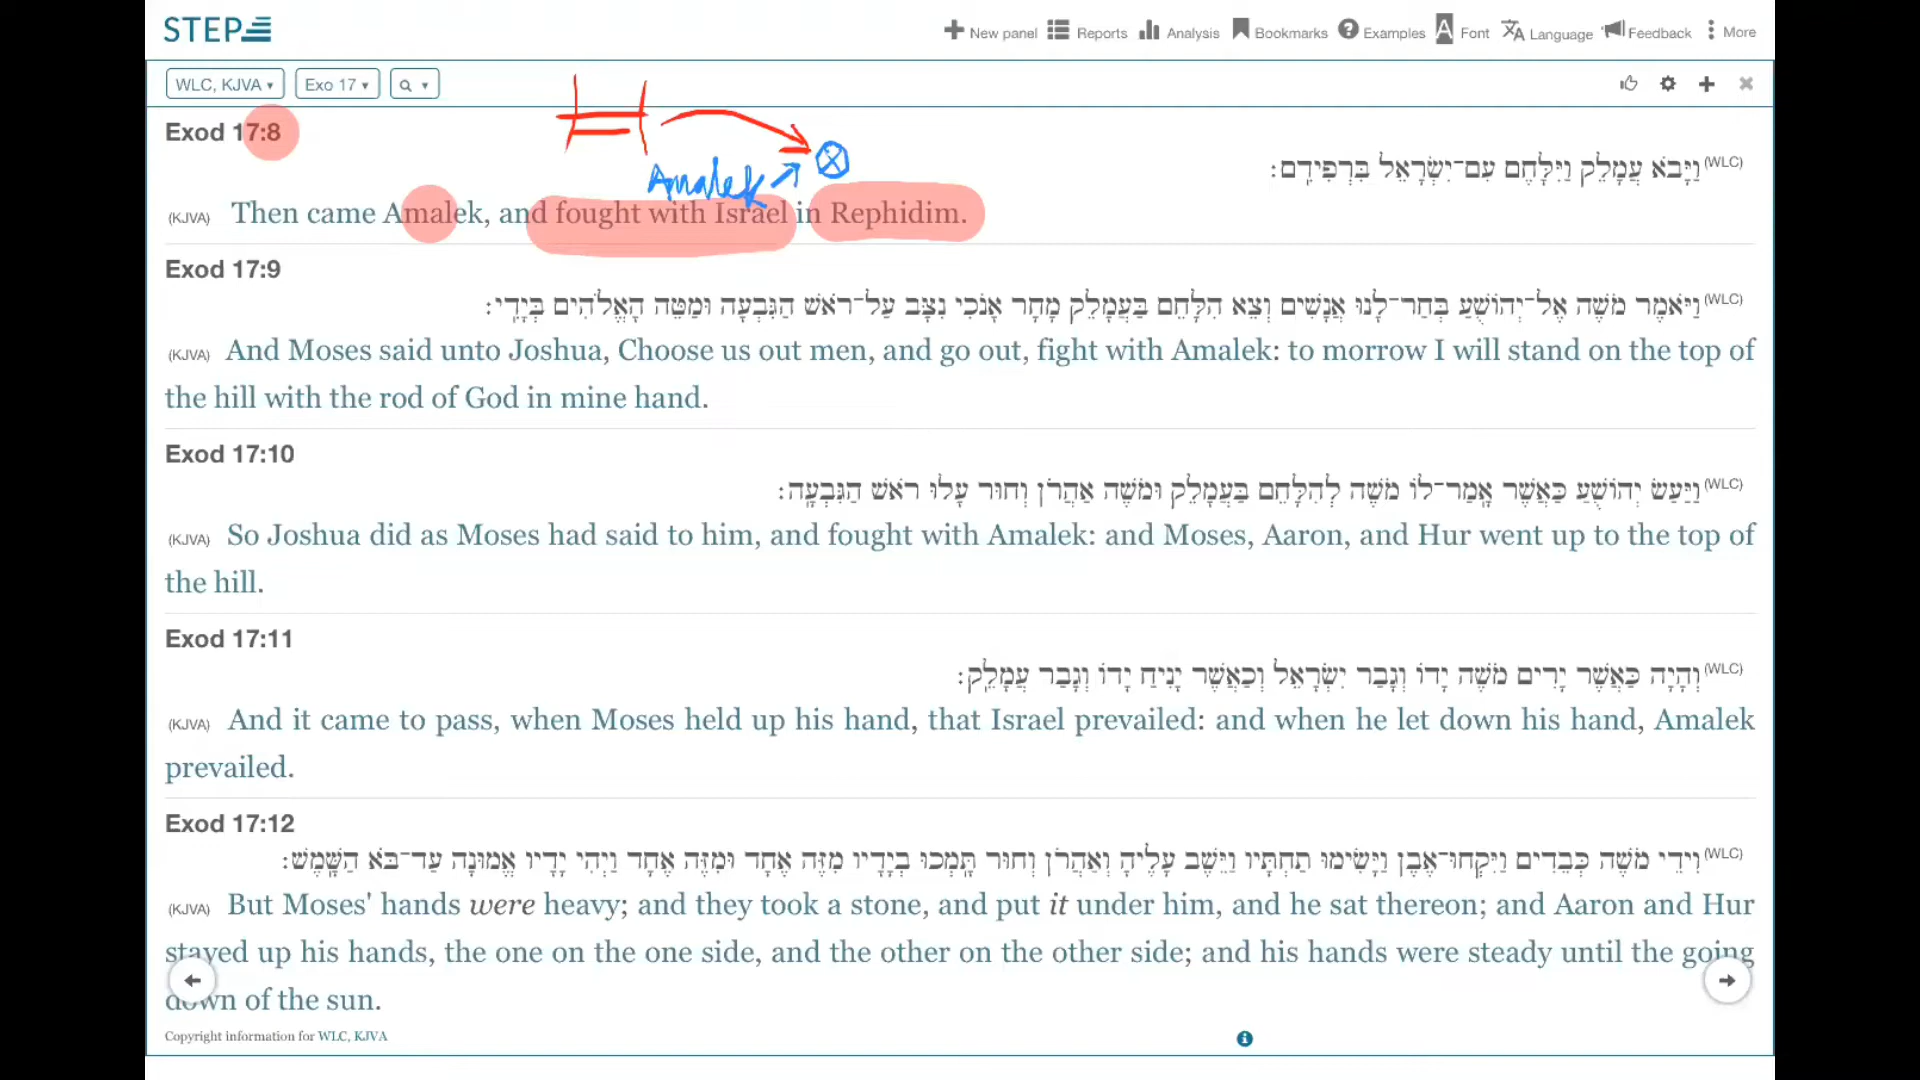 STEP
New panel Reports Analysis Bookmarks Examples Font Language Feedback More
WLC, KJVA Exo 17
Exod 17:8
(WLC) וַיָּבֹא עֲמָלֵק וַיִּלָּחֶם עִם־יִשְׂרָאֵל בִּרְפִידִם׃
Amalek
(KJVA) Then came Amalek, and fought with Israel in Rephidim.
Exod 17:9
(WLC) וַיֹּאמֶר מֹשֶׁה אֶל־יְהוֹשֻׁעַ בְּחַר־לָנוּ אֲנָשִׁים וְצֵא הִלָּחֵם בַּעֲמָלֵק מָחָר אָנֹכִי נִצָּב עַל־רֹאשׁ הַגִּבְעָה וּמַטֵּה הָאֱלֹהִים בְּיָדִי׃
(KJVA) And Moses said unto Joshua, Choose us out men, and go out, fight with Amalek: to morrow I will stand on the top of
the hill with the rod of God in mine hand.
Exod 17:10
(WLC) וַיַּעַשׂ יְהוֹשֻׁעַ כַּאֲשֶׁר אָמַר־לוֹ מֹשֶׁה לְהִלָּחֵם בַּעֲמָלֵק וּמֹשֶׁה אַהֲרֹן וְחוּר עָלוּ רֹאשׁ הַגִּבְעָה׃
(KJVA) So Joshua did as Moses had said to him, and fought with Amalek: and Moses, Aaron, and Hur went up to the top of
the hill.
Exod 17:11
(WLC) וְהָיָה כַּאֲשֶׁר יָרִים מֹשֶׁה יָדוֹ וְגָבַר יִשְׂרָאֵל וְכַאֲשֶׁר יָנִיחַ יָדוֹ וְגָבַר עֲמָלֵק׃
(KJVA) And it came to pass, when Moses held up his hand, that Israel prevailed: and when he let down his hand, Amalek
prevailed.
Exod 17:12
(WLC) וִידֵי מֹשֶׁה כְּבֵדִים וַיִּקְחוּ־אֶבֶן וַיָּשִׂימוּ תַחְתָּיו וַיֵּשֶׁב עָלֶיהָ וְאַהֲרֹן וְחוּר תָּמְכוּ בְיָדָיו מִזֶּה אֶחָד וּמִזֶּה אֶחָד וַיְהִי יָדָיו אֱמוּנָה עַד־בֹּא הַשָּׁמֶשׁ׃
(KJVA) But Moses' hands were heavy; and they took a stone, and put it under him, and he sat thereon; and Aaron and Hur
stayed up his hands, the one on the one side, and the other on the other side; and his hands were steady until the going
down of the sun.
Copyright information for WLC, KJVA